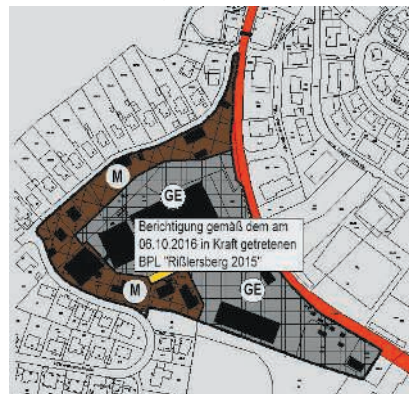 M
GE
Berichtigung gemäß dem am
06.10.2016 in Kraft getretenen
BPL "Rißlersberg 2015"
M
GE